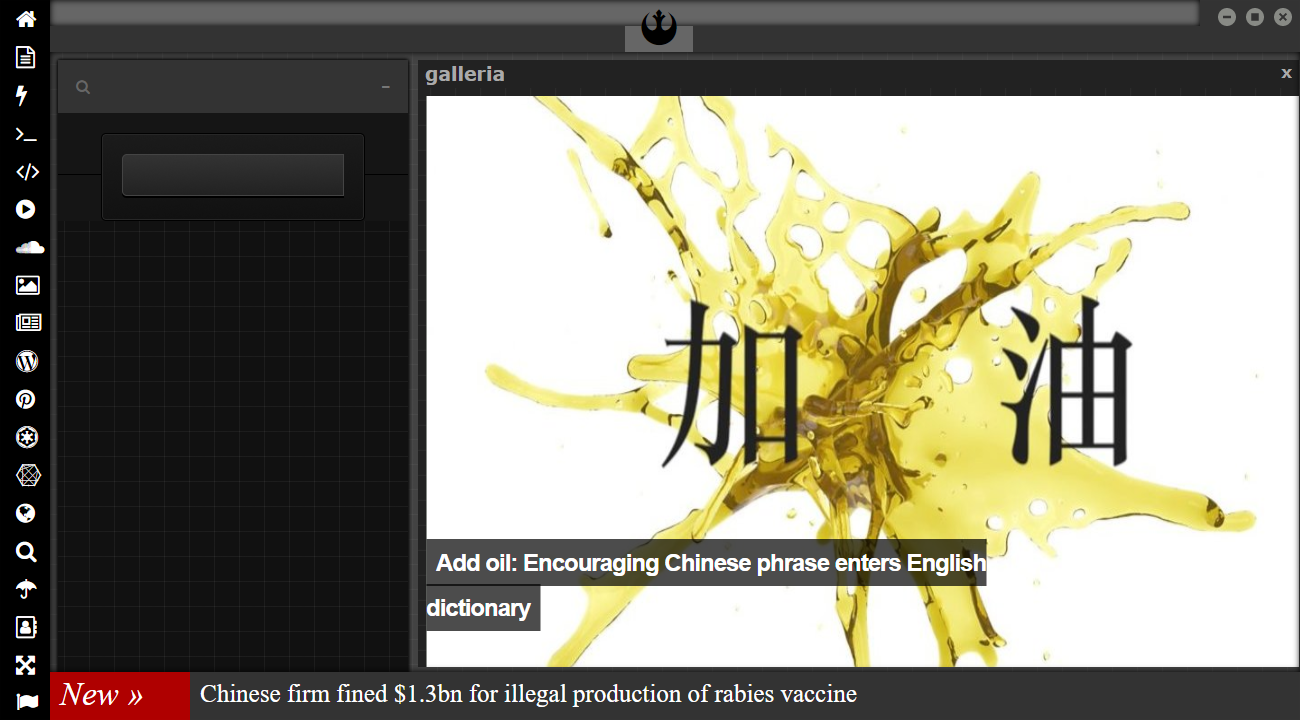 galleria
x
加油
Add oil: Encouraging Chinese phrase enters English
dictionary
New »
Chinese firm fined $1.3bn for illegal production of rabies vaccine